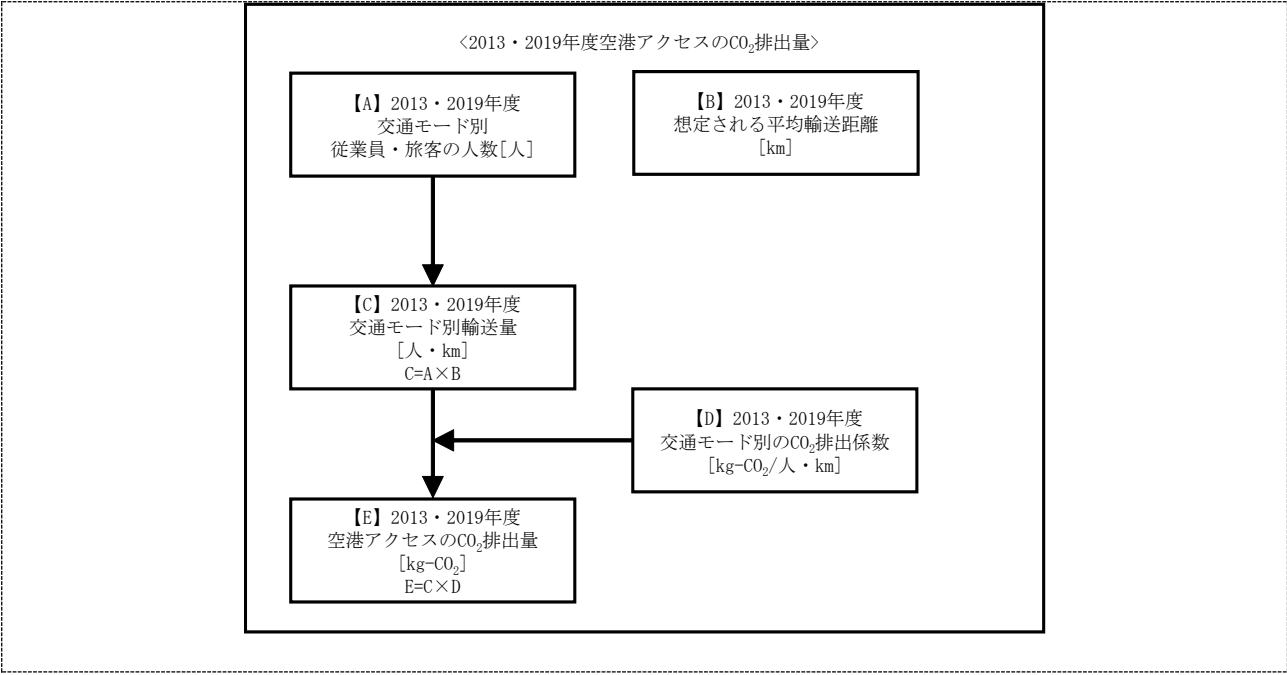 <2013・2019年度空港アクセスのCO₂排出量>
【A】2013・2019年度
交通モード別
従業員・旅客の人数[人]
【B】2013・2019年度
想定される平均輸送距離
[km]
【C】2013・2019年度
交通モード別輸送量
[人・km]
C=A×B
【D】2013・2019年度
交通モード別のCO₂排出係数
[kg-CO₂/人・km]
【E】2013・2019年度
空港アクセスのCO₂排出量
[kg-CO₂]
E=C×D